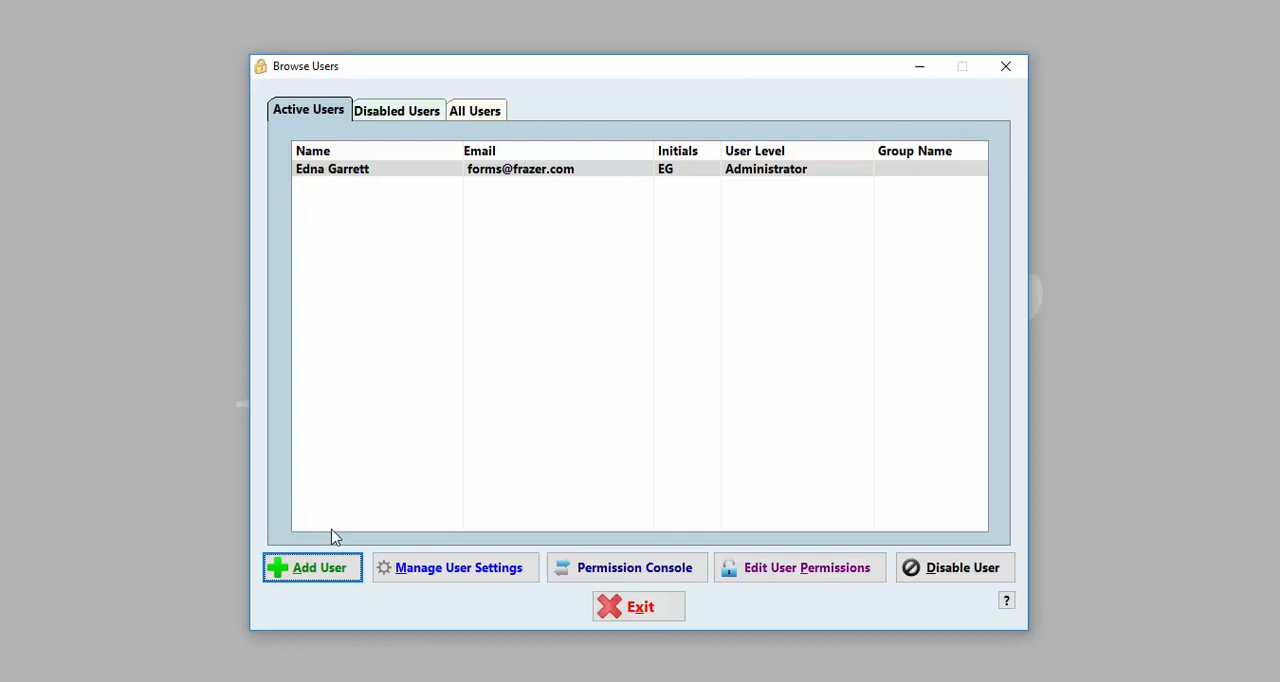 Browse Users
Active Users Disabled Users All Users
Name Email Initials User Level Group Name
Edna Garrett forms@frazer.com EG Administrator
Add User Manage User Settings Permission Console Edit User Permissions Disable User
Exit
?